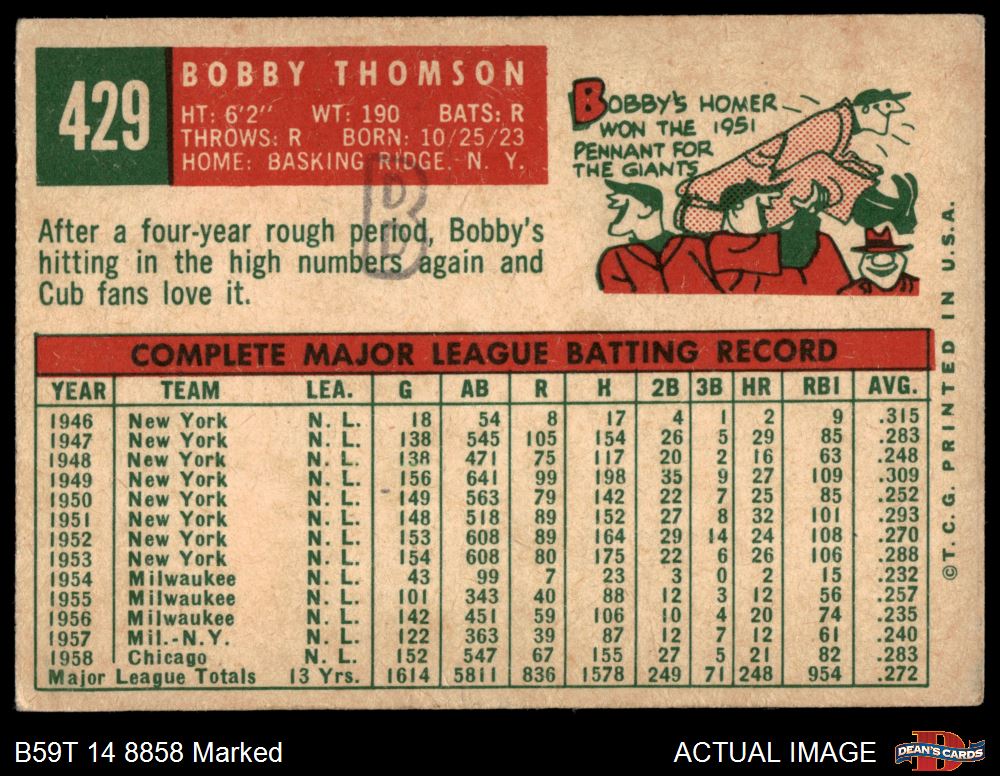 429
BOBBY THOMSON
HT: 6'2" WT: 190 BATS: R
THROWS: R BORN: 10/25/23
HOME: BASKING RIDGE, N. Y.
BOBBY'S HOMER
WON THE 1951
PENNANT FOR
THE GIANTS
B
After a four-year rough period, Bobby's
hitting in the high numbers again and
Cub fans love it.
COMPLETE MAJOR LEAGUE BATTING RECORD
YEAR TEAM LEA. G AB R H 2B 3B HR RBI AVG.
1946 New York N. L. 18 54 8 17 4 1 2 9 .315
1947 New York N. L. 138 545 105 154 26 5 29 85 .283
1948 New York N. L. 138 471 75 117 20 2 16 63 .248
1949 New York N. L. 156 641 99 198 35 9 27 109 .309
1950 New York N. L. 149 563 79 142 22 7 25 85 .252
1951 New York N. L. 148 518 89 152 27 8 32 101 .293
1952 New York N. L. 153 608 89 164 29 14 24 108 .270
1953 New York N. L. 154 608 80 175 22 6 26 106 .288
1954 Milwaukee N. L. 43 99 7 23 3 0 2 15 .232
1955 Milwaukee N. L. 101 343 40 88 12 3 12 56 .257
1956 Milwaukee N. L. 142 451 59 106 10 4 20 74 .235
1957 Mil.-N.Y. N. L. 122 363 39 87 12 7 12 61 .240
1958 Chicago N. L. 152 547 67 155 27 5 21 82 .283
Major League Totals 13 Yrs. 1614 5811 836 1578 249 71 248 954 .272
©T. C. G. PRINTED IN U.S.A.
B59T 14 8858 Marked
ACTUAL IMAGE
DEAN'S CARDS